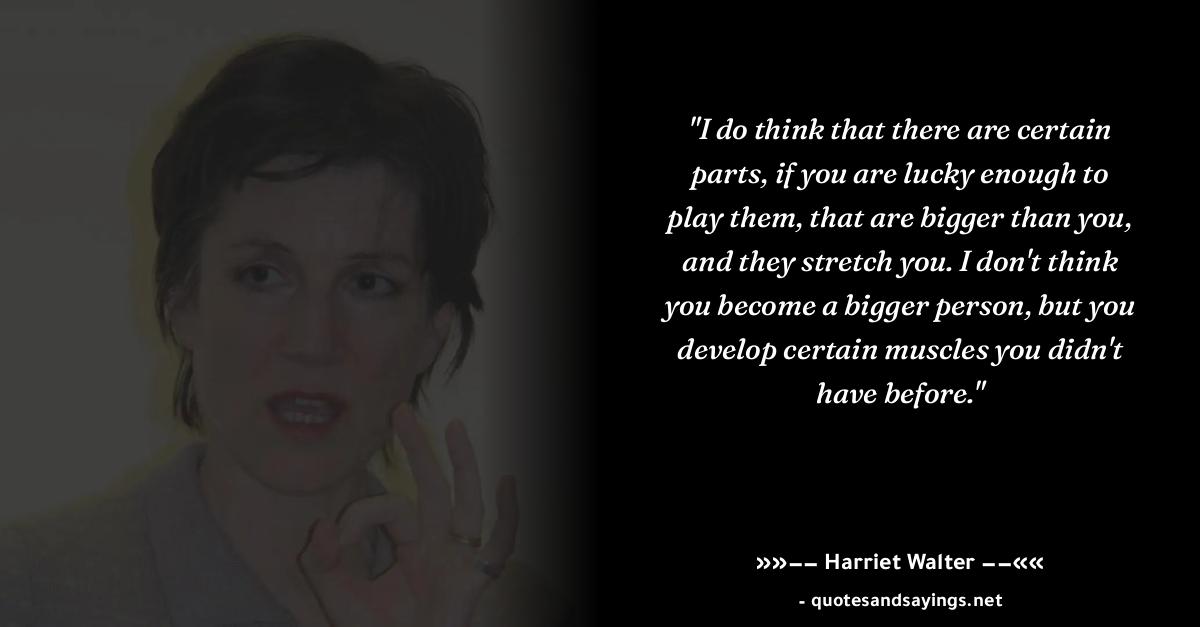 "I do think that there are certain
parts, if you are lucky enough to
play them, that are bigger than you,
and they stretch you. I don't think
you become a bigger person, but you
develop certain muscles you didn't
have before."
»»−− Harriet Walter −−««
- quotesandsayings.net